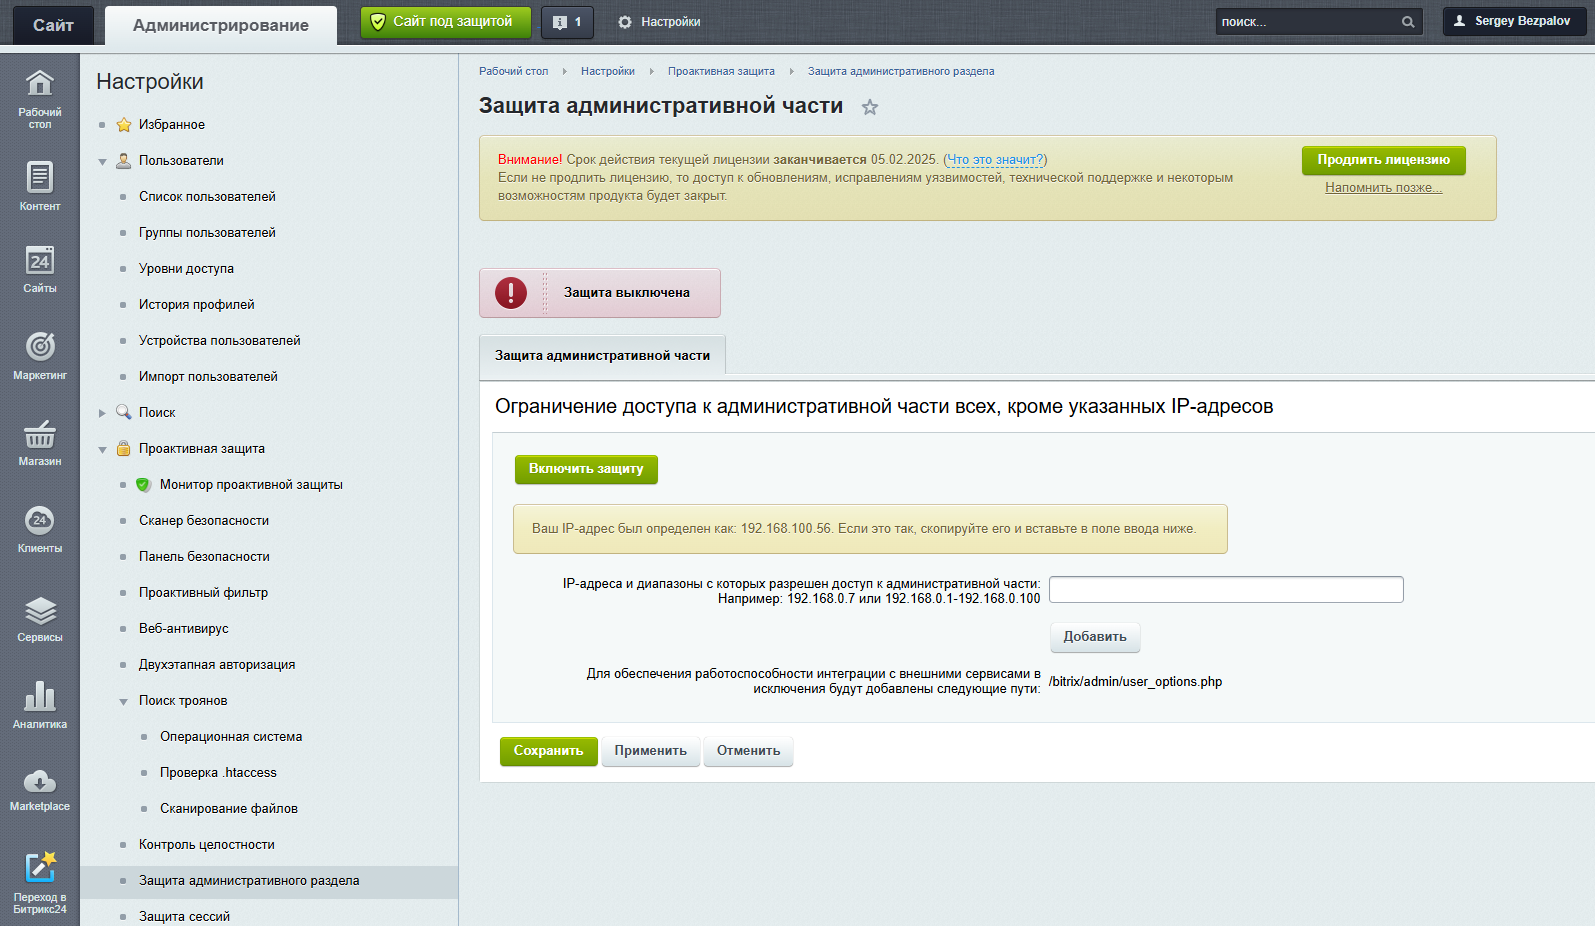 Сайт
Администрирование
Сайт под защитой
1
Настройки
поиск...
Sergey Bezpalov
Рабочий стол
Контент
24
Сайты
Маркетинг
Магазин
24
Клиенты
Сервисы
Аналитика
Marketplace
Переход в Битрикс24
Настройки
Избранное
Пользователи
Список пользователей
Группы пользователей
Уровни доступа
История профилей
Устройства пользователей
Импорт пользователей
Поиск
Проактивная защита
Монитор проактивной защиты
Сканер безопасности
Панель безопасности
Проактивный фильтр
Веб-антивирус
Двухэтапная авторизация
Поиск троянов
Операционная система
Проверка .htaccess
Сканирование файлов
Контроль целостности
Защита административного раздела
Защита сессий
Рабочий стол
Настройки
Проактивная защита
Защита административного раздела
Защита административной части
Внимание! Срок действия текущей лицензии заканчивается 05.02.2025. (Что это значит?)
Если не продлить лицензию, то доступ к обновлениям, исправлениям уязвимостей, технической поддержке и некоторым
возможностям продукта будет закрыт.
Продлить лицензию
Напомнить позже...
Защита выключена
Защита административной части
Ограничение доступа к административной части всех, кроме указанных IP-адресов
Включить защиту
Ваш IP-адрес был определен как: 192.168.100.56. Если это так, скопируйте его и вставьте в поле ввода ниже.
IP-адреса и диапазоны с которых разрешен доступ к административной части:
Например: 192.168.0.7 или 192.168.0.1-192.168.0.100
Добавить
Для обеспечения работоспособности интеграции с внешними сервисами в
исключения будут добавлены следующие пути:
/bitrix/admin/user_options.php
Сохранить
Применить
Отменить